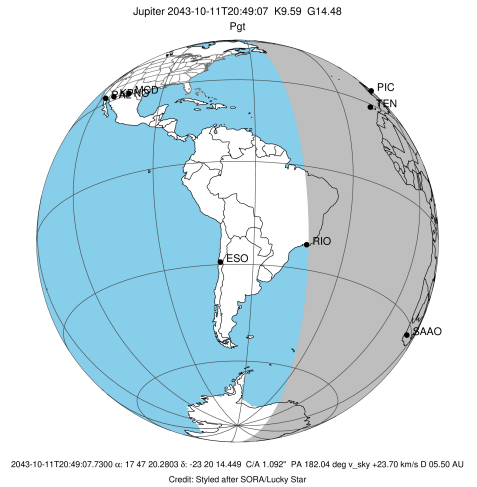 Jupiter 2043-10-11T20:49:07 K9.59 G14.48
Pgt
PIC
TEN
MCD
RIO
ESO
SAAO
2043-10-11T20:49:07.7300 α: 17 47 20.2803 δ: -23 20 14.449 C/A 1.092" PA 182.04 deg v_sky +23.70 km/s D 05.50 AU
Credit: Styled after SORA/Lucky Star